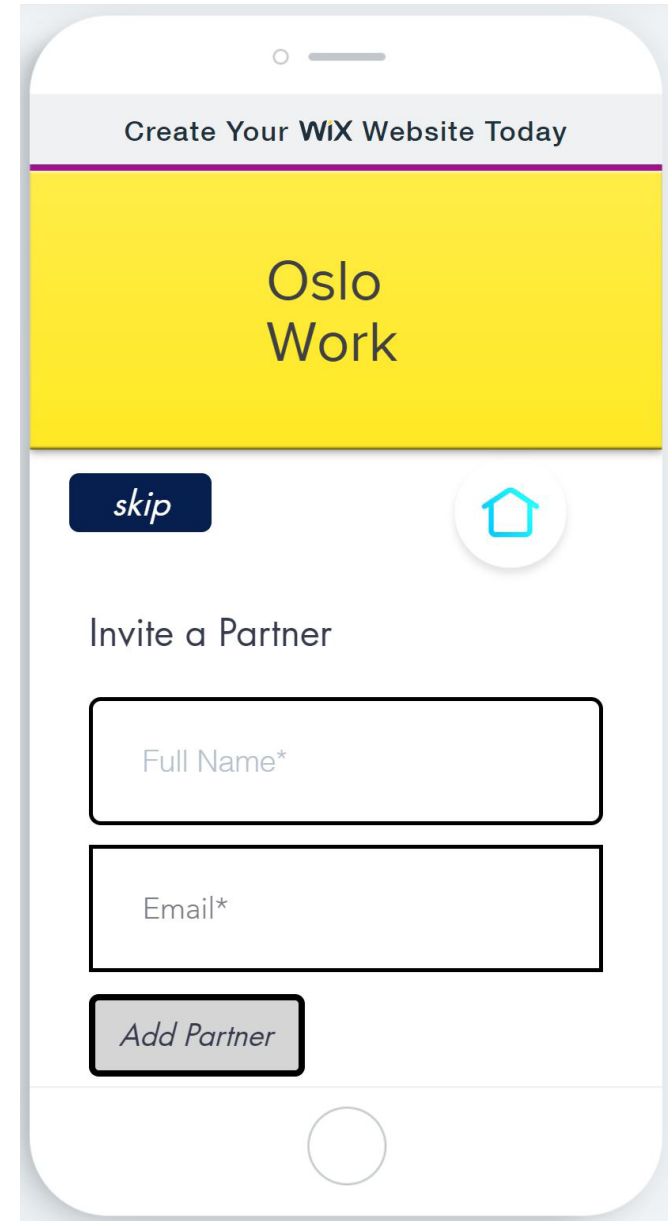 Create Your WiX Website Today
Oslo
Work
skip
Invite a Partner
Full Name*
Email*
Add Partner